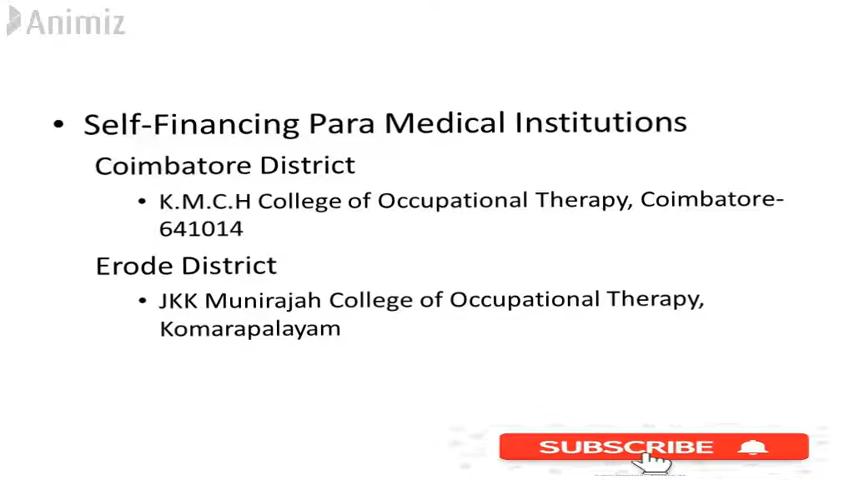 Animiz
• Self-Financing Para Medical Institutions
Coimbatore District
• K.M.C.H College of Occupational Therapy, Coimbatore-
641014
Erode District
• JKK Munirajah College of Occupational Therapy,
Komarapalayam
SUBSCRIBE